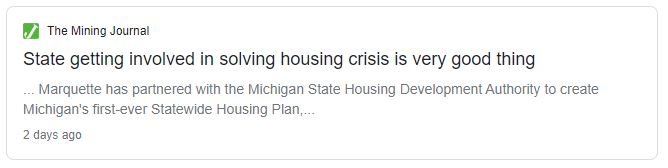 The Mining Journal
State getting involved in solving housing crisis is very good thing
... Marquette has partnered with the Michigan State Housing Development Authority to create
Michigan's first-ever Statewide Housing Plan,...
2 days ago